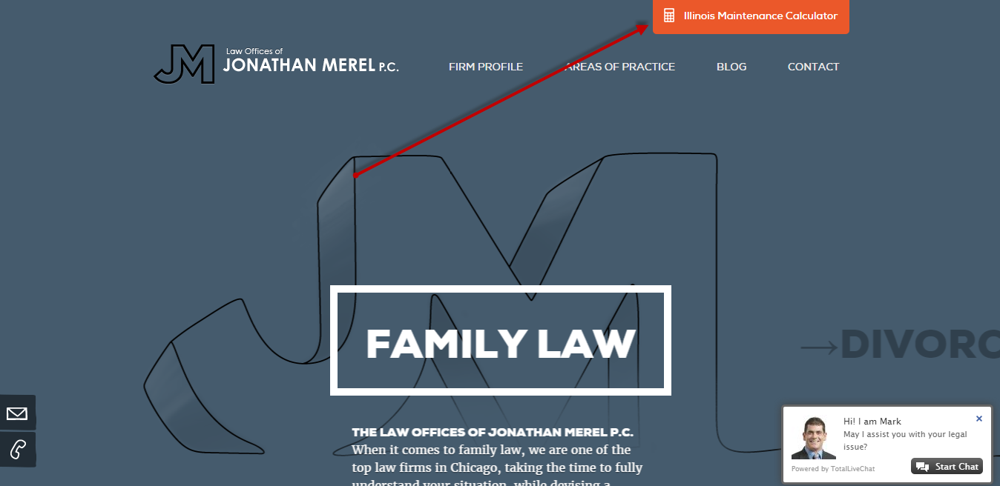 Illinois Maintenance Calculator
Law Offices of
JONATHAN MEREL P.C.
FIRM PROFILE
AREAS OF PRACTICE
BLOG
CONTACT
FAMILY LAW
→DIVORC
THE LAW OFFICES OF JONATHAN MEREL P.C.
When it comes to family law, we are one of the
top law firms in Chicago, taking the time to fully
understand your situation, while devising a
Hi! I am Mark
May I assist you with your legal
issue?
Powered by TotalLiveChat
Start Chat